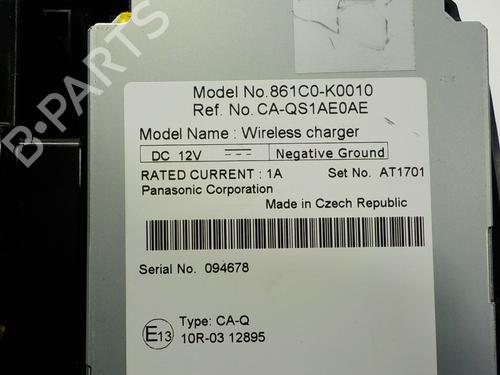 B-PARTS
Model No.861C0-K0010
Ref. No.CA-QS1AE0AE
Model Name : Wireless charger
DC 12V Negative Ground
RATED CURRENT : 1A Set No. AT1701
Panasonic Corporation
Made in Czech Republic
Serial No. 094678
E13 Type: CA-Q
10R-03 12895